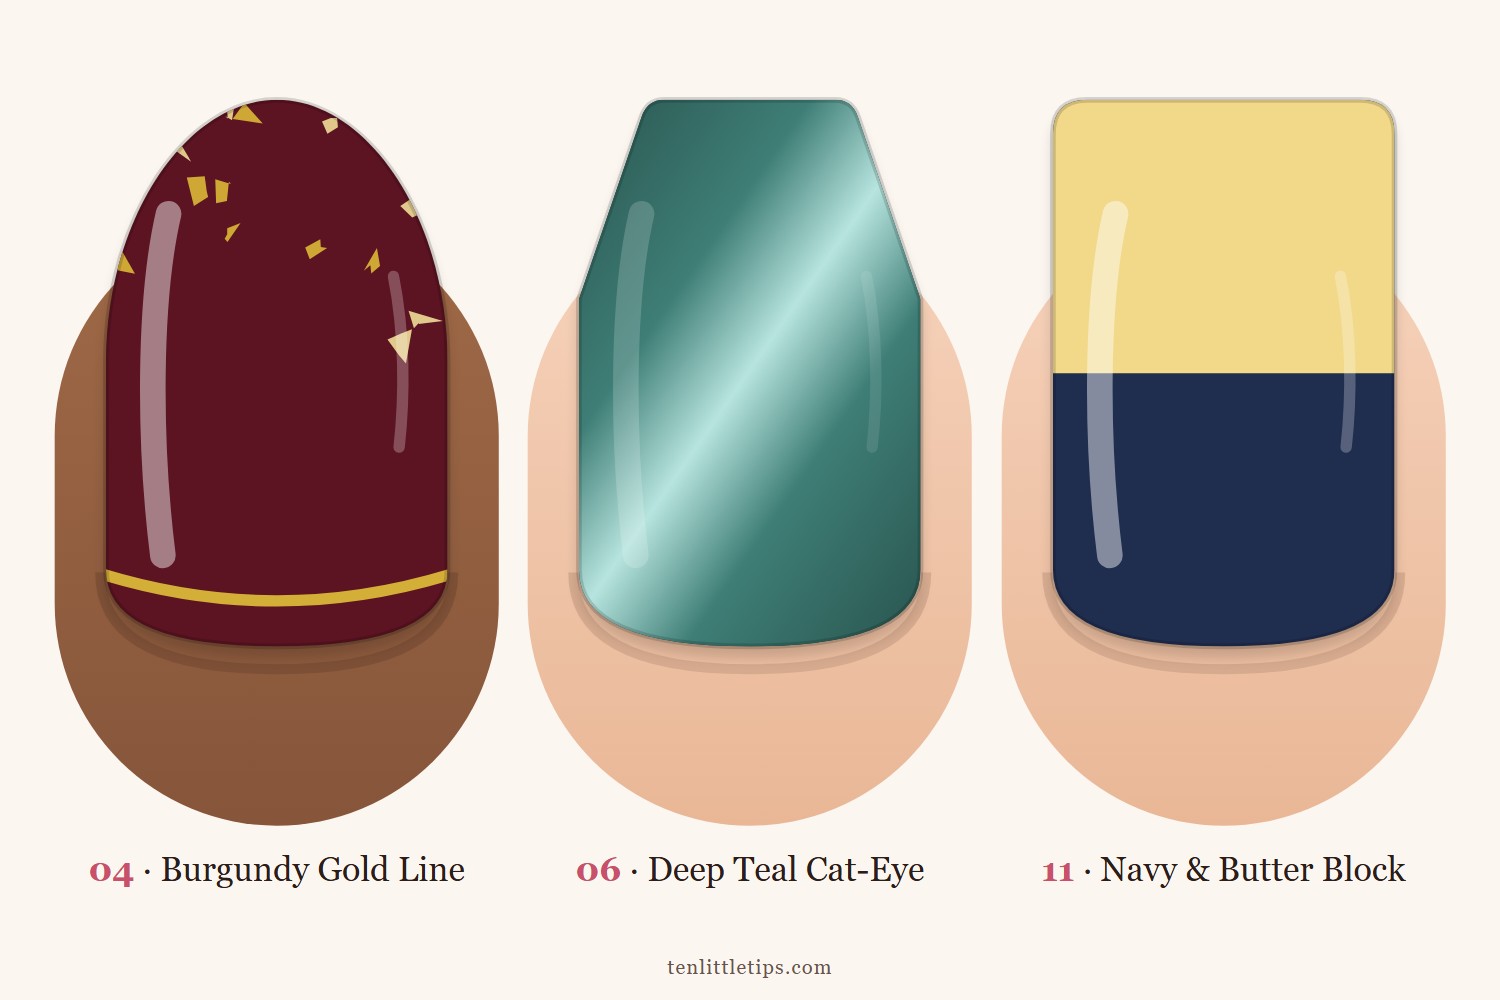 04 · Burgundy Gold Line
06 · Deep Teal Cat-Eye
11 · Navy & Butter Block
tenlittletips.com